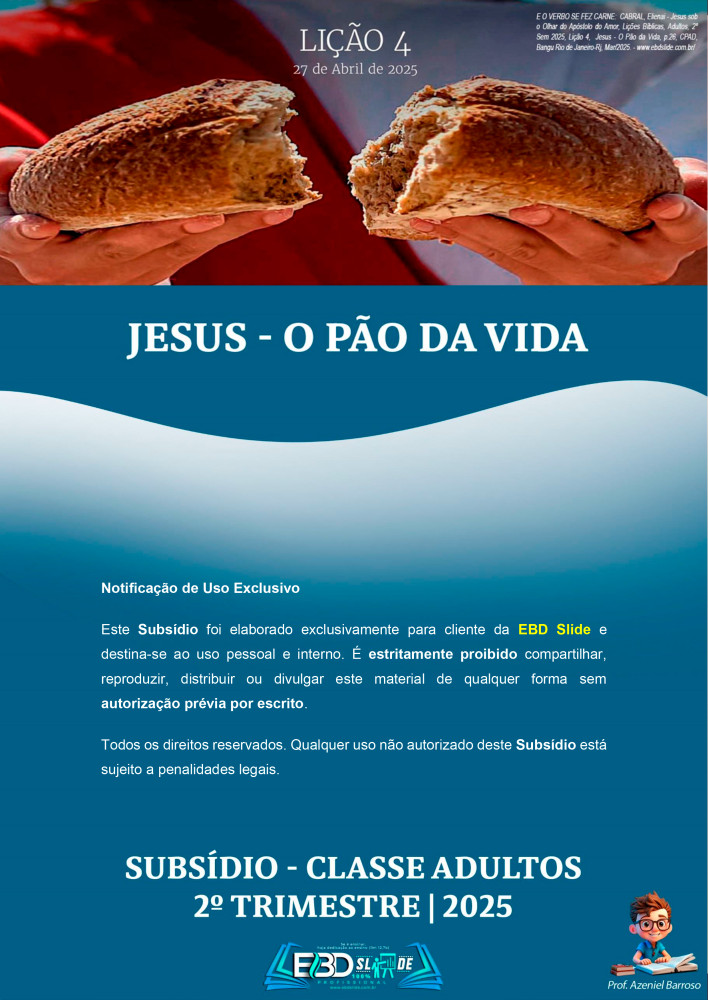 E O VERBO SE FEZ CARNE: CABRAL, Elienai - Jesus sob
o Olhar do Apóstolo do Amor, Lições Bíblicas, Adultos, 2º
Sem 2025, Lição 4, Jesus - O Pão da Vida, p.26, CPAD,
Bangu Rio de Janeiro-Rj, Mar/2025. - www.ebdslide.com.br/
LIÇÃO 4
27 de Abril de 2025
JESUS - O PÃO DA VIDA
Notificação de Uso Exclusivo
Este Subsídio foi elaborado exclusivamente para cliente da EBD Slide e
destina-se ao uso pessoal e interno. É estritamente proibido compartilhar,
reproduzir, distribuir ou divulgar este material de qualquer forma sem
autorização prévia por escrito.
Todos os direitos reservados. Qualquer uso não autorizado deste Subsídio está
sujeito a penalidades legais.
SUBSÍDIO - CLASSE ADULTOS
2º TRIMESTRE | 2025
EBD SLIDE
100%
PROFISSIONAL
Prof. Azeniel Barroso